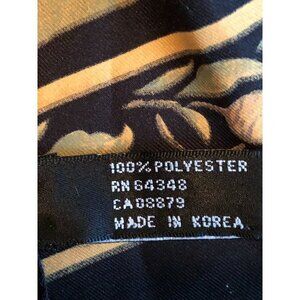 100% POLYESTER
RN 64348
CA 08879
MADE IN KOREA